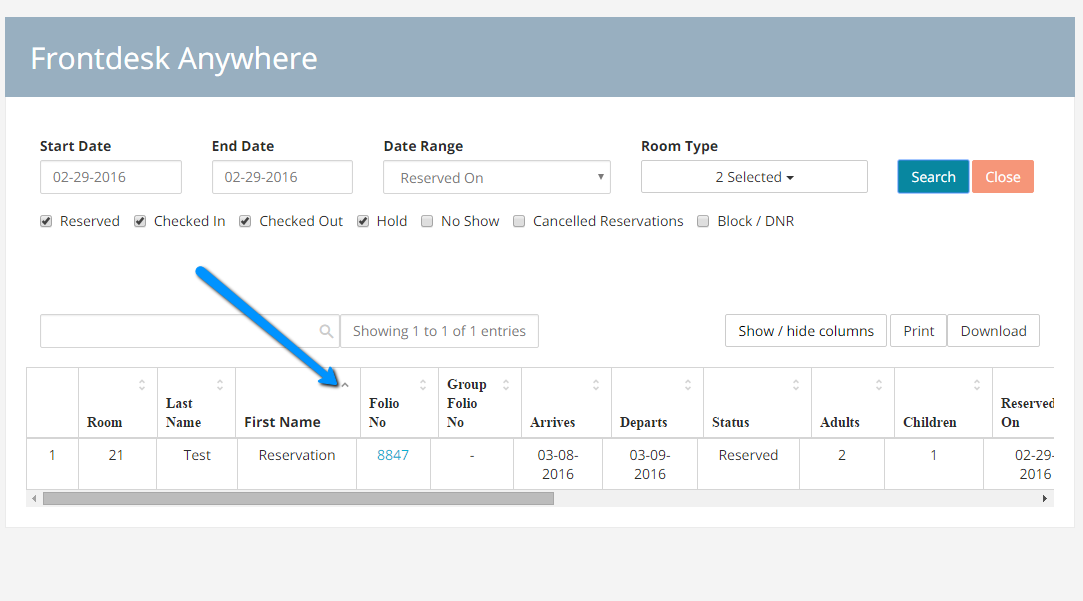 Frontdesk Anywhere
Start Date End Date Date Range Room Type
02-29-2016 02-29-2016 Reserved On 2 Selected Search Close
Reserved Checked In Checked Out Hold No Show Cancelled Reservations Block / DNR
Showing 1 to 1 of 1 entries Show / hide columns Print Download
Room Last Name First Name Folio No Group Folio No Arrives Departs Status Adults Children Reserved On
1 21 Test Reservation 8847 - 03-08-2016 03-09-2016 Reserved 2 1 02-29-2016